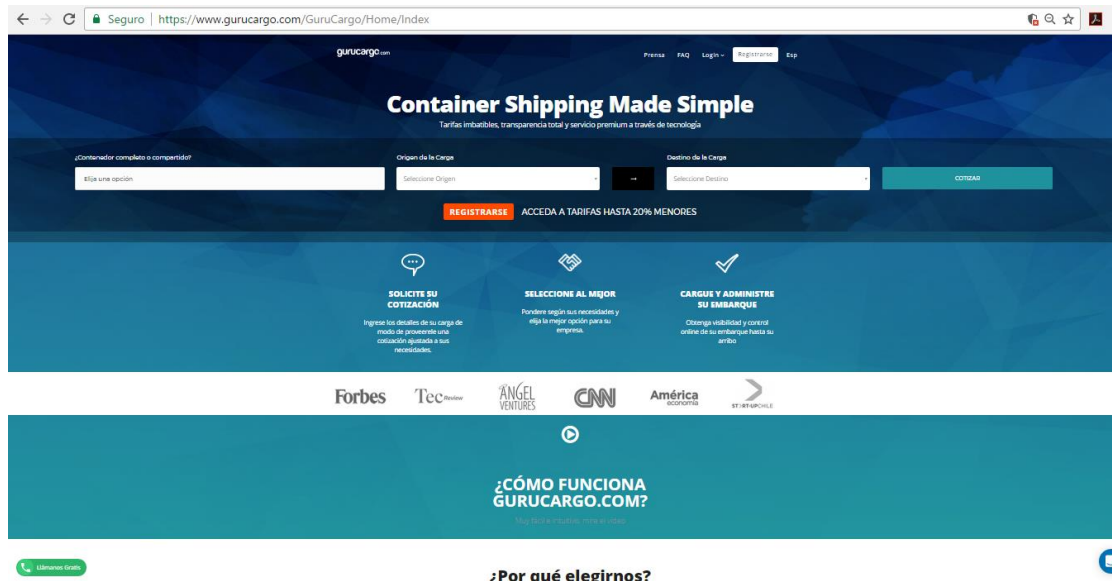 Seguro | https://www.gurucargo.com/GuruCargo/Home/Index
gurucargo.com
Prensa FAQ Login Registrarse Esp
Container Shipping Made Simple
Tarifas imbatibles, transparencia total y servicio premium a través de tecnología
¿Contenedor completo o compartido? Origen de la Carga Destino de la Carga
Elija una opción Seleccione Origen → Seleccione Destino COTIZAR
REGISTRARSE ACCEDA A TARIFAS HASTA 20% MENORES
SOLICITE SU
COTIZACIÓN
Ingrese los detalles de su carga de
modo de proveerele una
cotización ajustada a sus
necesidades.
SELECCIONE AL MEJOR
Pondere según sus necesidades y
elija la mejor opción para su
empresa.
CARGUE Y ADMINISTRE
SU EMBARQUE
Obtenga visibilidad y control
online de su embarque hasta su
arribo
Forbes Tec Review ANGEL VENTURES CNN América economía START-UPCHILE
¿CÓMO FUNCIONA
GURUCARGO.COM?
Llámanos Gratis
¿Por qué elegirnos?